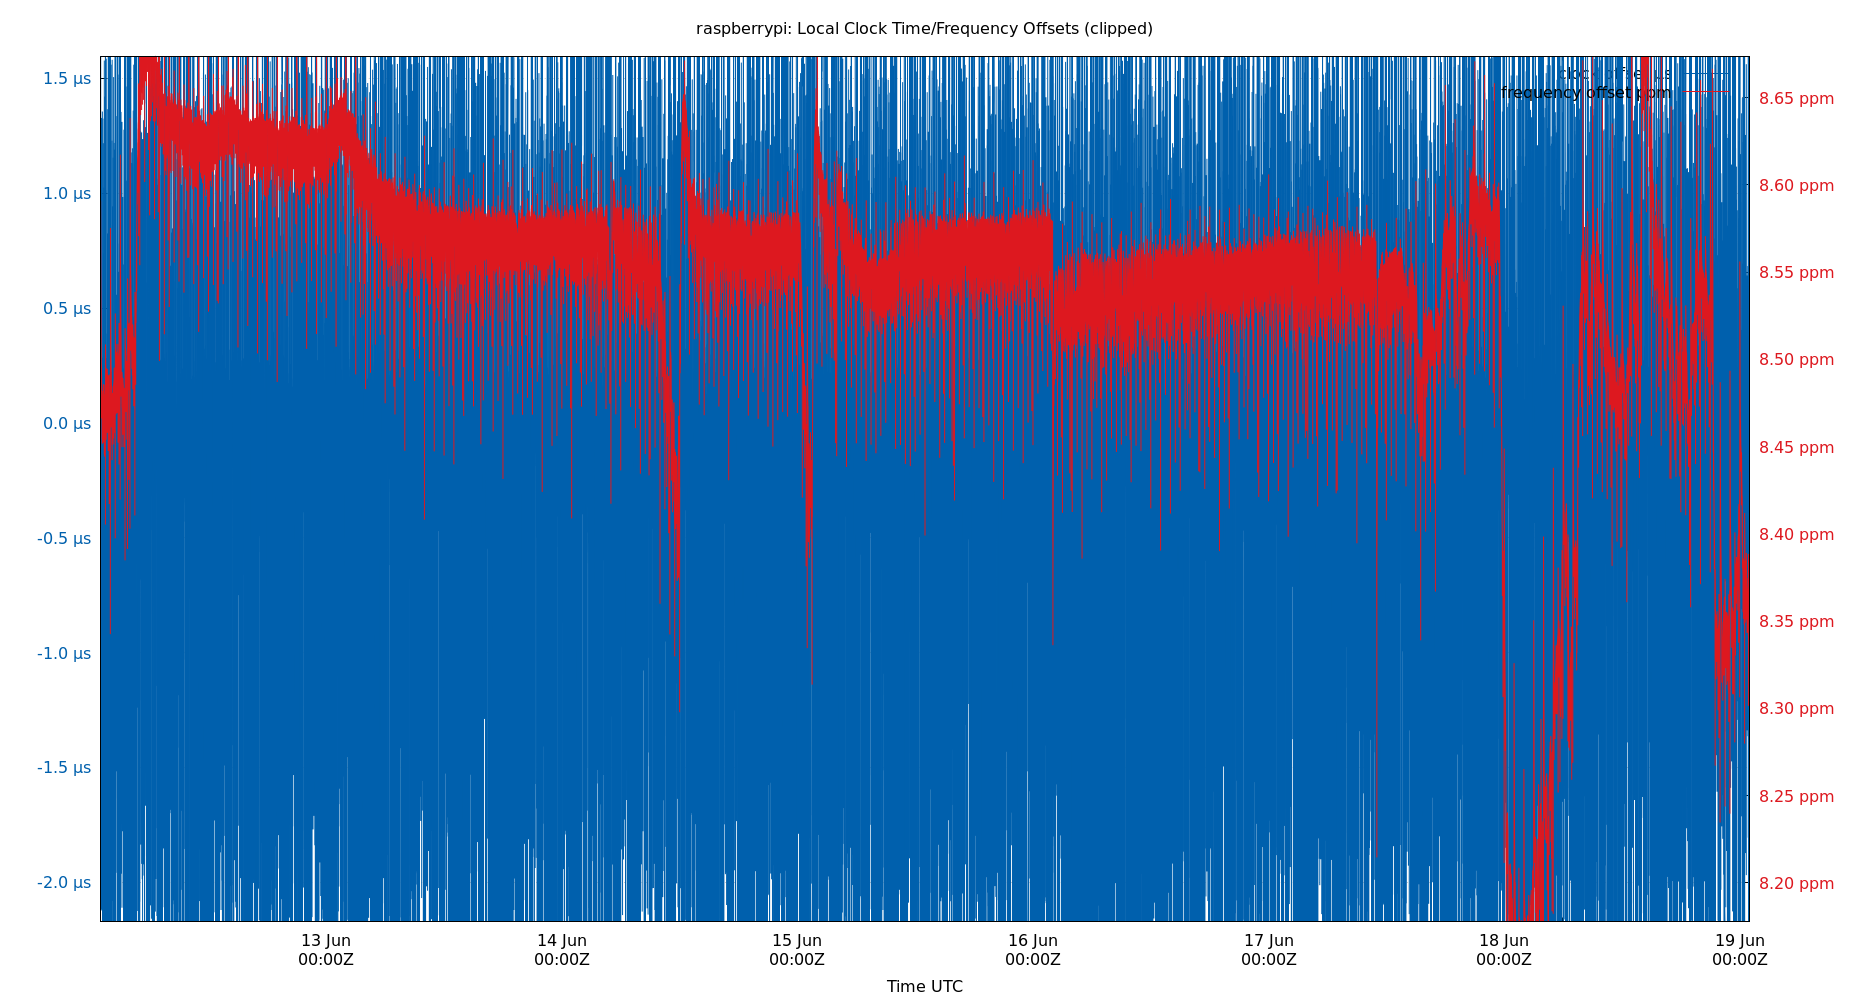 raspberrypi: Local Clock Time/Frequency Offsets (clipped)
clock offset µs
frequency offset ppm
1.5 µs
1.0 µs
0.5 µs
0.0 µs
-0.5 µs
-1.0 µs
-1.5 µs
-2.0 µs
8.65 ppm
8.60 ppm
8.55 ppm
8.50 ppm
8.45 ppm
8.40 ppm
8.35 ppm
8.30 ppm
8.25 ppm
8.20 ppm
13 Jun
00:00Z
14 Jun
00:00Z
15 Jun
00:00Z
16 Jun
00:00Z
17 Jun
00:00Z
18 Jun
00:00Z
19 Jun
00:00Z
Time UTC